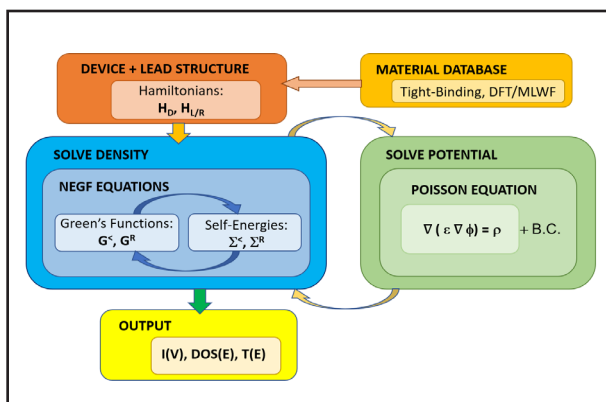 DEVICE + LEAD STRUCTURE
Hamiltonians:
H_D, H_L/R
MATERIAL DATABASE
Tight-Binding, DFT/MLWF
SOLVE DENSITY
NEGF EQUATIONS
Green's Functions:
G^<, G^R
Self-Energies:
Σ^<, Σ^R
SOLVE POTENTIAL
POISSON EQUATION
∇ ( ε ∇ ϕ) = ρ + B.C.
OUTPUT
I(V), DOS(E), T(E)